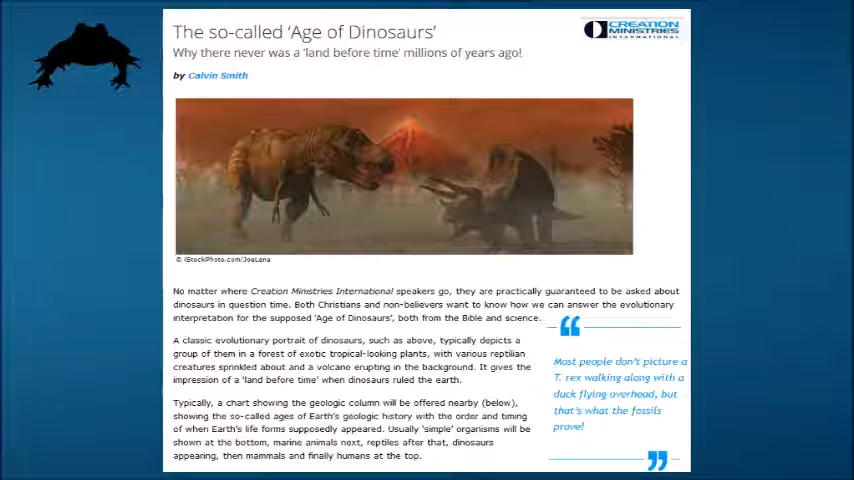 The so-called ‘Age of Dinosaurs’
CREATION
MINISTRIES
INTERNATIONAL
Why there never was a ‘land before time’ millions of years ago!
by Calvin Smith
© iStockPhoto.com/JoeLena
No matter where Creation Ministries International speakers go, they are practically guaranteed to be asked about
dinosaurs in question time. Both Christians and non-believers want to know how we can answer the evolutionary
interpretation for the supposed ‘Age of Dinosaurs’, both from the Bible and science.
A classic evolutionary portrait of dinosaurs, such as above, typically depicts a
group of them in a forest of exotic tropical-looking plants, with various reptilian
creatures sprinkled about and a volcano erupting in the background. It gives the
impression of a ‘land before time’ when dinosaurs ruled the earth.
Typically, a chart showing the geologic column will be offered nearby (below),
showing the so-called ages of Earth’s geologic history with the order and timing
of when Earth’s life forms supposedly appeared. Usually ‘simple’ organisms will be
shown at the bottom, marine animals next, reptiles after that, dinosaurs
appearing, then mammals and finally humans at the top.
“
Most people don’t picture a
T. rex walking along with a
duck flying overhead, but
that’s what the fossils
prove!
”